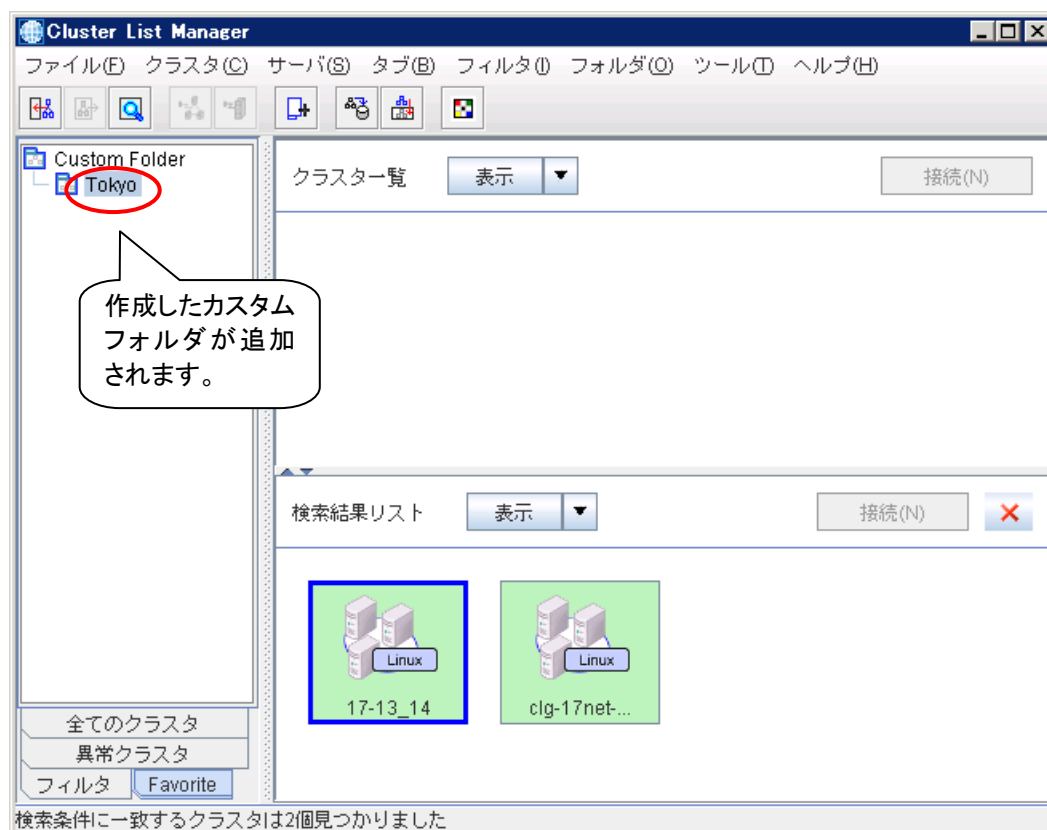 Cluster List Manager
ファイル(F) クラスタ(C) サーバ(S) タブ(B) フィルタ(I) フォルダ(O) ツール(T) ヘルプ(H)
Custom Folder
Tokyo
作成したカスタム
フォルダが追加
されます。
クラスター覧 表示 接続(N)
検索結果リスト 表示 接続(N)
Linux
17-13_14
Linux
clg-17net-...
全てのクラスタ
異常クラスタ
フィルタ Favorite
検索条件に一致するクラスタは2個見つかりました